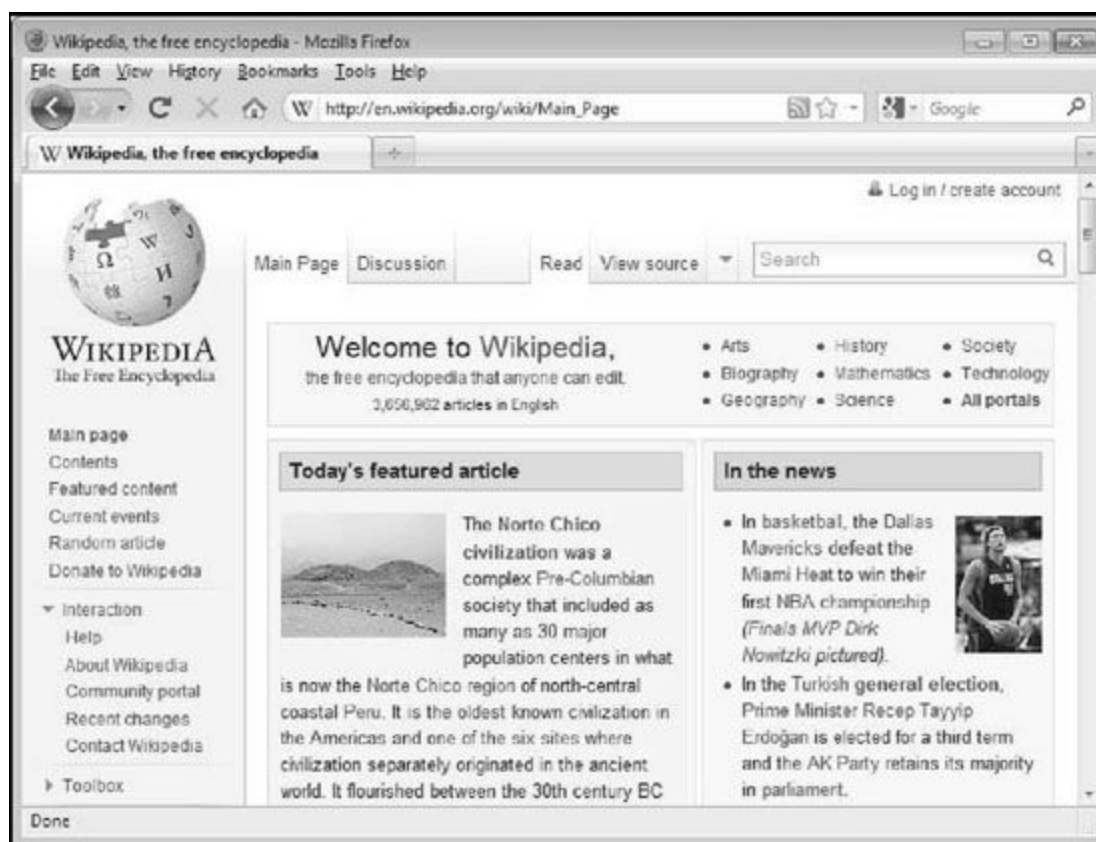 Wikipedia, the free encyclopedia - Mozilla Firefox
File Edit View History Bookmarks Tools Help
W http://en.wikipedia.org/wiki/Main_Page Google
W Wikipedia, the free encyclopedia
Log in / create account
Main Page Discussion Read View source Search
WIKIPEDIA
The Free Encyclopedia
Main page
Contents
Featured content
Current events
Random article
Donate to Wikipedia
Interaction
Help
About Wikipedia
Community portal
Recent changes
Contact Wikipedia
Toolbox
Welcome to Wikipedia,
the free encyclopedia that anyone can edit.
articles in English
Arts
Biography
Geography
History
Mathematics
Science
Society
Technology
All portals
Today's featured article
The Norte Chico
civilization was a
complex Pre-Columbian
society that included as
many as 30 major
population centers in what
is now the Norte Chico region of north-central
coastal Peru. It is the oldest known civilization in
the Americas and one of the six sites where
civilization separately originated in the ancient
world. It flourished between the 30th century BC
In the news
In basketball, the Dallas
Mavericks defeat the
Miami Heat to win their
first NBA championship
(Finals MVP Dirk
Nowitzki pictured).
In the Turkish general election,
Prime Minister Recep Tayyip
Erdoğan is elected for a third term
and the AK Party retains its majority
in parliament.
Done